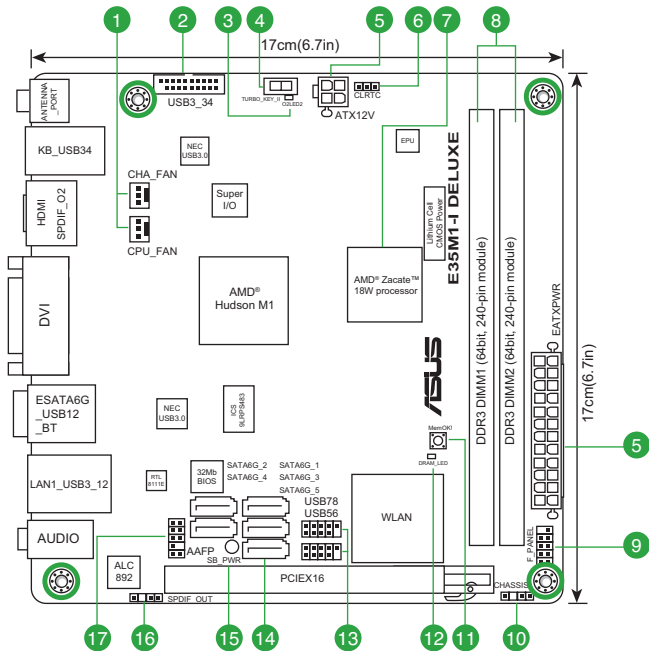 1
2
3
4
5
6
7
8
17cm(6.7in)
ANTENNA
_PORT
USB3_34
TURBO_KEY_II
O2LED2
ATX12V
CLRTC
KB_USB34
NEC
USB3.0
EPU
CHA_FAN
Super
I/O
HDMI
SPDIF_O2
CPU_FAN
Lithium Cell
CMOS Power
E35M1-I DELUXE
AMD® Zacate™
18W processor
AMD®
Hudson M1
DVI
DDR3 DIMM1 (64bit, 240-pin module)
DDR3 DIMM2 (64bit, 240-pin module)
EATXPWR
17cm(6.7in)
ASUS
ESATA6G
_USB12
_BT
NEC
USB3.0
ICS
9LRPS483
MemOK!
DRAM_LED
5
LAN1_USB3_12
RTL
8111E
32Mb
BIOS
SATA6G_2
SATA6G_4
SATA6G_1
SATA6G_3
SATA6G_5
USB78
USB56
WLAN
AUDIO
AAFP
SB_PWR
F_PANEL
9
ALC
892
PCIEX16
CHASSIS
SPDIF_OUT
17
16
15
14
13
12
11
10